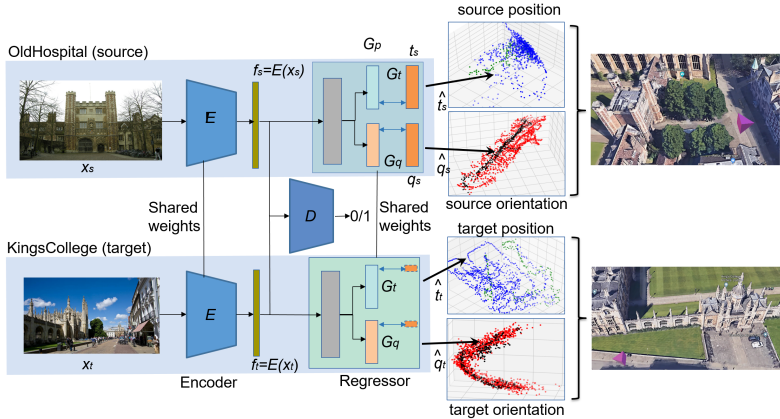 source position
OldHospital (source)
Gp
ts
fs=E(xs)
Gt
E
t̂s
Gq
q̂s
xs
qs
source orientation
Shared
weights
D
0/1
Shared
weights
KingsCollege (target)
target position
Gt
t̂t
E
Gq
q̂t
xt
ft=E(xt)
Encoder
Regressor
target orientation